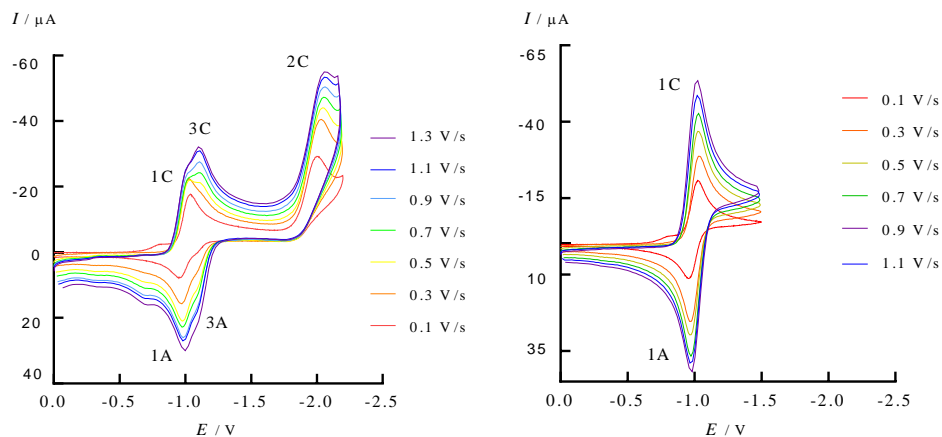 I / μA
-60
-40
-20
0
20
40
0.0
-0.5
-1.0
-1.5
-2.0
-2.5
E / V
1C
3C
2C
1A
3A
1.3 V/s
1.1 V/s
0.9 V/s
0.7 V/s
0.5 V/s
0.3 V/s
0.1 V/s
I / μA
-65
-40
-15
10
35
0.0
-0.5
-1.0
-1.5
-2.0
-2.5
E / V
1C
1A
0.1 V/s
0.3 V/s
0.5 V/s
0.7 V/s
0.9 V/s
1.1 V/s